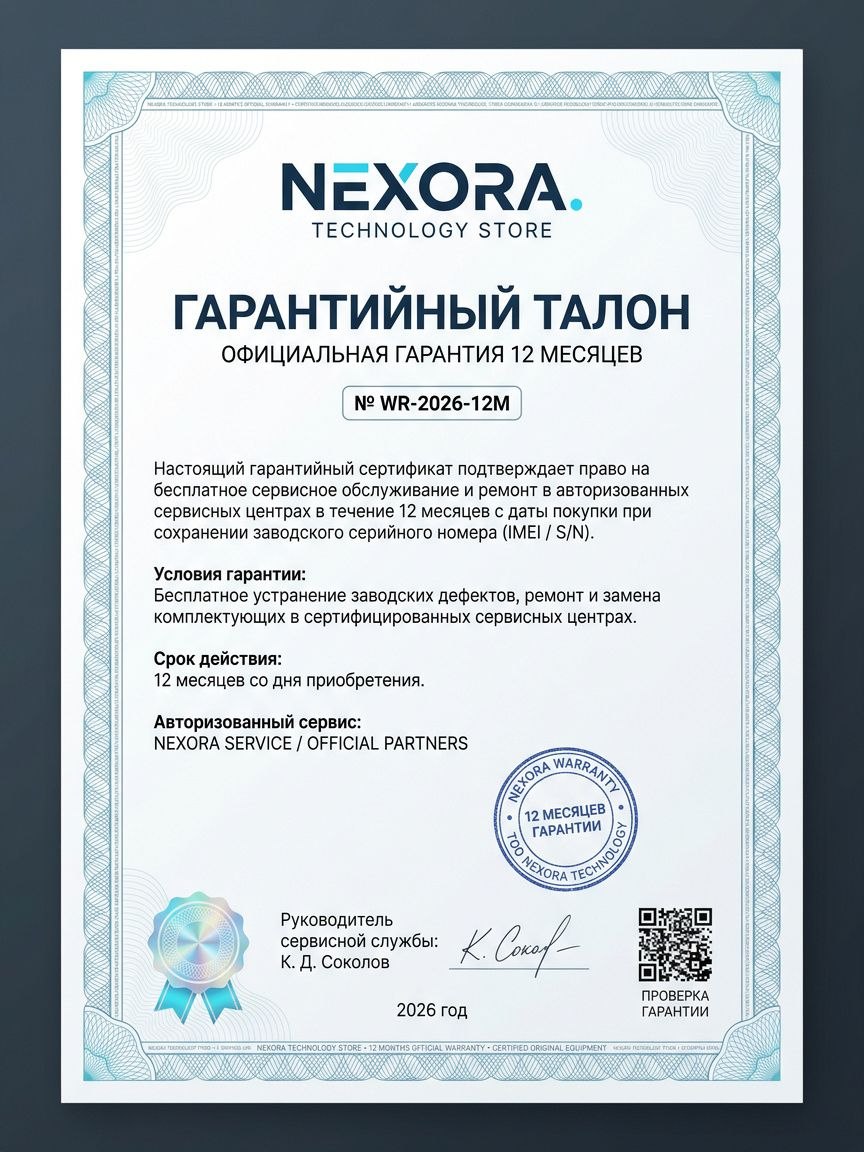 NEXORA.
TECHNOLOGY STORE
ГАРАНТИЙНЫЙ ТАЛОН
ОФИЦИАЛЬНАЯ ГАРАНТИЯ 12 МЕСЯЦЕВ
№ WR-2026-12M
Настоящий гарантийный сертификат подтверждает право на
бесплатное сервисное обслуживание и ремонт в авторизованных
сервисных центрах в течение 12 месяцев с даты покупки при
сохранении заводского серийного номера (IMEI / S/N).
Условия гарантии:
Бесплатное устранение заводских дефектов, ремонт и замена
комплектующих в сертифицированных сервисных центрах.
Срок действия:
12 месяцев со дня приобретения.
Авторизованный сервис:
NEXORA SERVICE / OFFICIAL PARTNERS
NEXORA WARRANTY
12 МЕСЯЦЕВ
ГАРАНТИИ
ТОО NEXORA TECHNOLOGY
Руководитель
сервисной службы:
К. Д. Соколов
К. Сокол
2026 год
ПРОВЕРКА
ГАРАНТИИ
NEXORA TECHNOLOGY STORE • 12 MONTHS OFFICIAL WARRANTY • CERTIFIED ORIGINAL EQUIPMENT